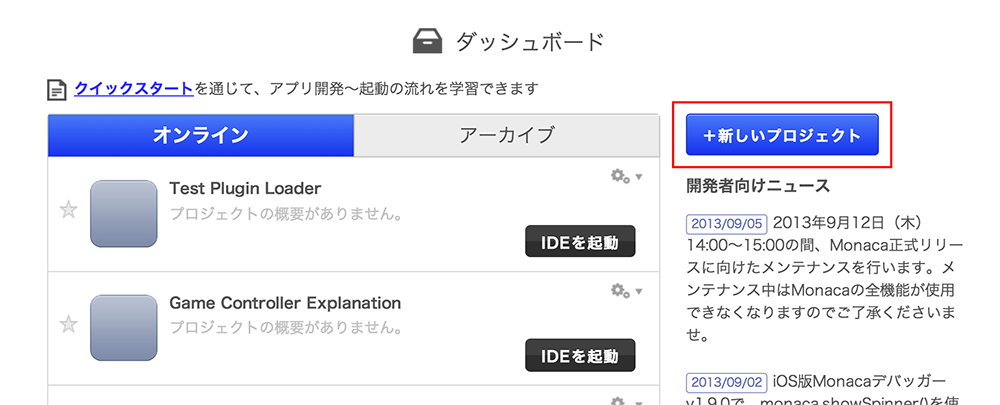 ダッシュボード
クイックスタートを通じて、アプリ開発〜起動の流れを学習できます
オンライン
アーカイブ
Test Plugin Loader
プロジェクトの概要がありません。
IDEを起動
Game Controller Explanation
プロジェクトの概要がありません。
IDEを起動
＋新しいプロジェクト
開発者向けニュース
2013/09/05 2013年9月12日（木）
14:00〜15:00の間、Monaca正式リリー
スに向けたメンテナンスを行います。メ
ンテナンス中はMonacaの全機能が使用
できなくなりますのでご了承くださいま
せ。
2013/09/02 iOS版Monacaデバッガー
v1.9.0で、monaca.showSpinner()を使